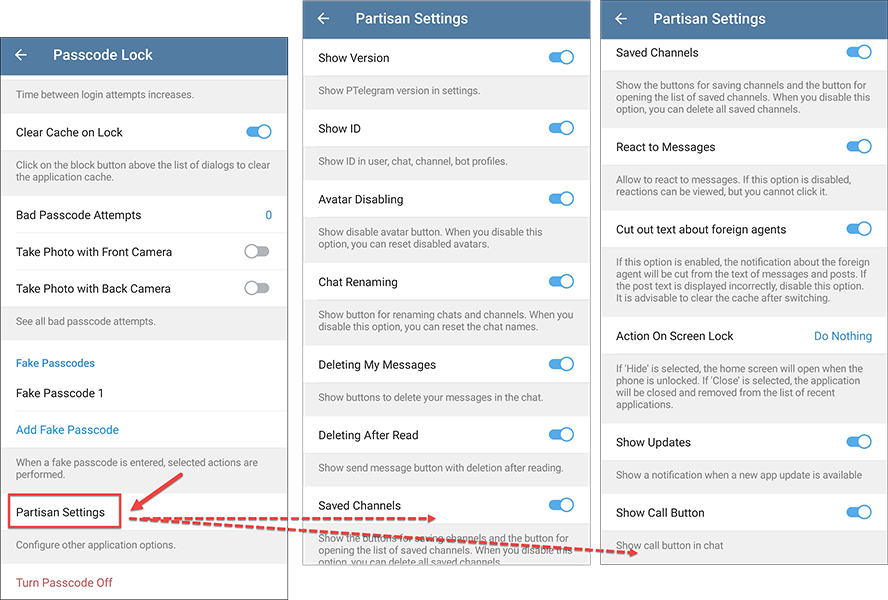 Passcode Lock
Time between login attempts increases.
Clear Cache on Lock
Click on the block button above the list of dialogs to clear
the application cache.
Bad Passcode Attempts 0
Take Photo with Front Camera
Take Photo with Back Camera
See all bad passcode attempts.
Fake Passcodes
Fake Passcode 1
Add Fake Passcode
When a fake passcode is entered, selected actions are
performed.
Partisan Settings
Configure other application options.
Turn Passcode Off
Partisan Settings
Show Version
Show PTelegram version in settings.
Show ID
Show ID in user, chat, channel, bot profiles.
Avatar Disabling
Show disable avatar button. When you disable this
option, you can reset disabled avatars.
Chat Renaming
Show button for renaming chats and channels. When you
disable this option, you can reset the chat names.
Deleting My Messages
Show buttons to delete your messages in the chat.
Deleting After Read
Show send message button with deletion after reading.
Saved Channels
Show the buttons for saving channels and the button for
opening the list of saved channels. When you disable this
option, you can delete all saved channels.
Partisan Settings
Saved Channels
Show the buttons for saving channels and the button for
opening the list of saved channels. When you disable this
option, you can delete all saved channels.
React to Messages
Allow to react to messages. If this option is disabled,
reactions can be viewed, but you cannot click it.
Cut out text about foreign agents
If this option is enabled, the notification about the foreign
agent will be cut from the text of messages and posts. If
the post text is displayed incorrectly, disable this option.
It is advisable to clear the cache after switching.
Action On Screen Lock Do Nothing
If 'Hide' is selected, the home screen will open when the
phone is unlocked. If 'Close' is selected, the application
will be closed and removed from the list of recent
applications.
Show Updates
Show a notification when a new app update is available
Show Call Button
Show call button in chat